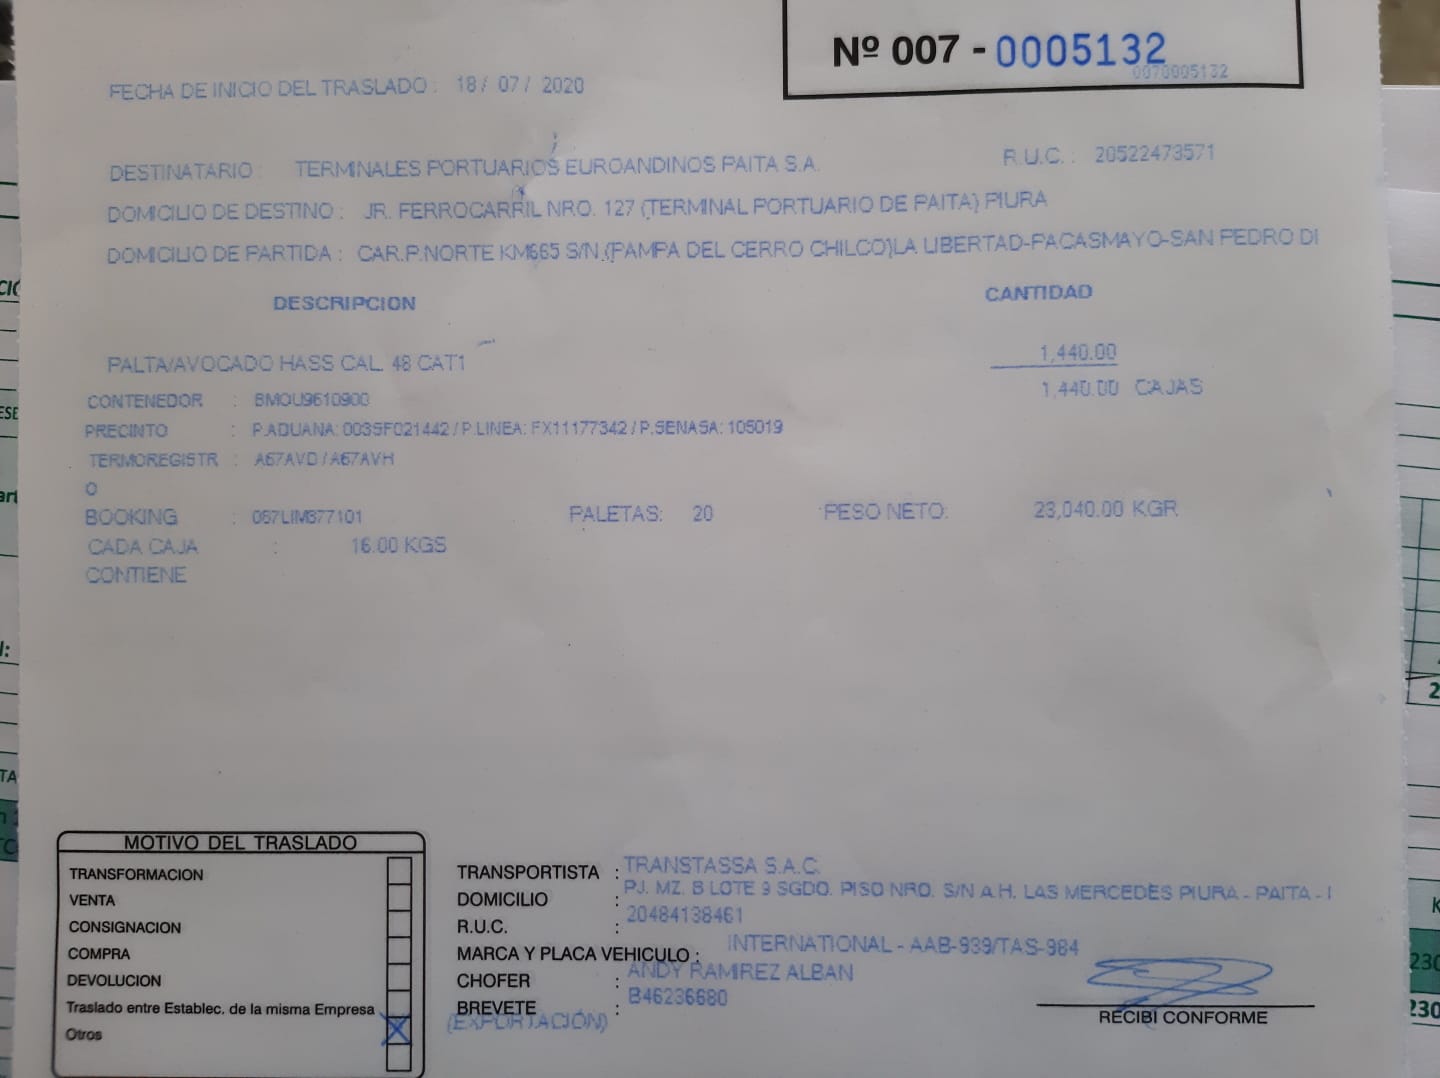 Nº 007 - 0005132
0070005132
FECHA DE INICIO DEL TRASLADO : 18 / 07 / 2020
DESTINATARIO : TERMINALES PORTUARIOS EUROANDINOS PAITA S.A. R.U.C. : 20522473571
DOMICILIO DE DESTINO : JR. FERROCARRIL NRO. 127 (TERMINAL PORTUARIO DE PAITA) PIURA
DOMICILIO DE PARTIDA : CAR.P.NORTE KM665 S/N.(PAMPA DEL CERRO CHILCO)LA LIBERTAD-PACASMAYO-SAN PEDRO DI
DESCRIPCION CANTIDAD
PALTA/AVOCADO HASS CAL. 48 CAT1 1,440.00
1,440.00 CAJAS
CONTENEDOR : BMOU9610900
PRECINTO : P.ADUANA: 003SF021442 / P.LINEA: FX11177342 / P.SENASA: 105019
TERMOREGISTR : A67AVD / A67AVH
O
BOOKING : 067LIM377101 PALETAS: 20 PESO NETO: 23,040.00 KGR
CADA CAJA : 16.00 KGS
CONTIENE
MOTIVO DEL TRASLADO
TRANSFORMACION
VENTA
CONSIGNACION
COMPRA
DEVOLUCION
Traslado entre Establec. de la misma Empresa
Otros X
TRANSPORTISTA : TRANSTASSA S.A.C.
DOMICILIO : PJ. MZ. B LOTE 9 SGDO. PISO NRO. S/N A.H. LAS MERCEDES PIURA - PAITA - I
R.U.C. : 20484138461
MARCA Y PLACA VEHICULO : INTERNATIONAL - AAB-939/TAS-984
CHOFER : ANDY RAMIREZ ALBAN
BREVETE : B46236680
(EXPORTACIÓN)
RECIBI CONFORME